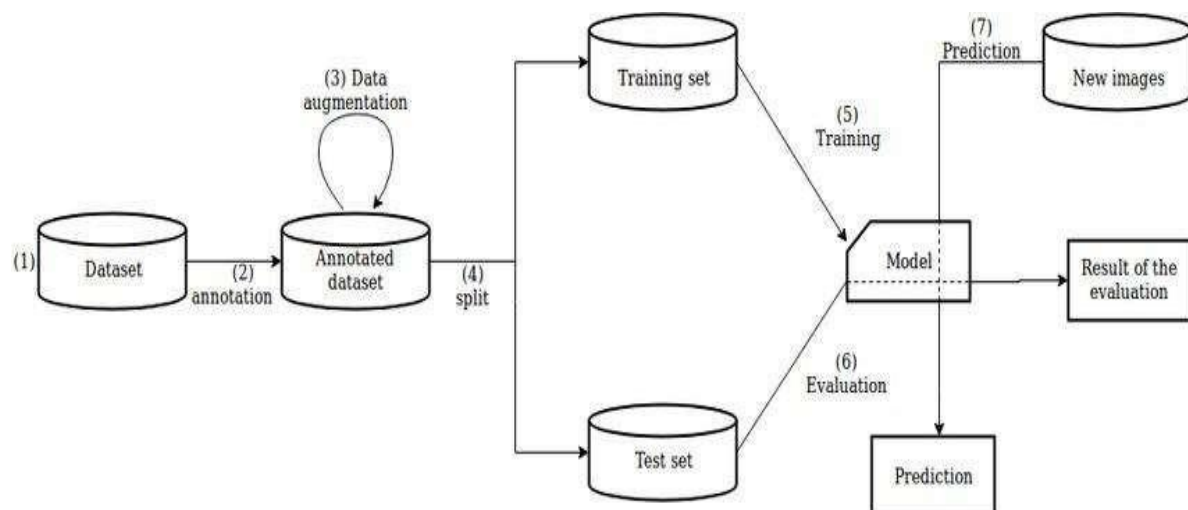 (1)
Dataset
(2)
annotation
(3) Data
augmentation
Annotated
dataset
(4)
split
Training set
Test set
(5)
Training
(6)
Evaluation
Model
(7)
Prediction
New images
Result of the
evaluation
Prediction